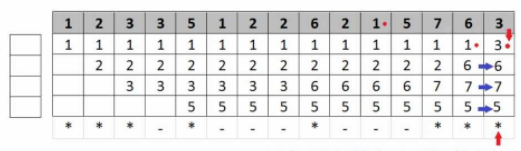 1 2 3 3 5 1 2 2 6 2 1 5 7 6 3
1 1 1 1 1 1 1 1 1 1 1 1 1 1 3
2 2 2 2 2 2 2 2 2 2 2 2 6 6
3 3 3 3 3 3 6 6 6 6 7 7 7
5 5 5 5 5 5 5 5 5 5 5
* * * - * - - - * - - - * * *